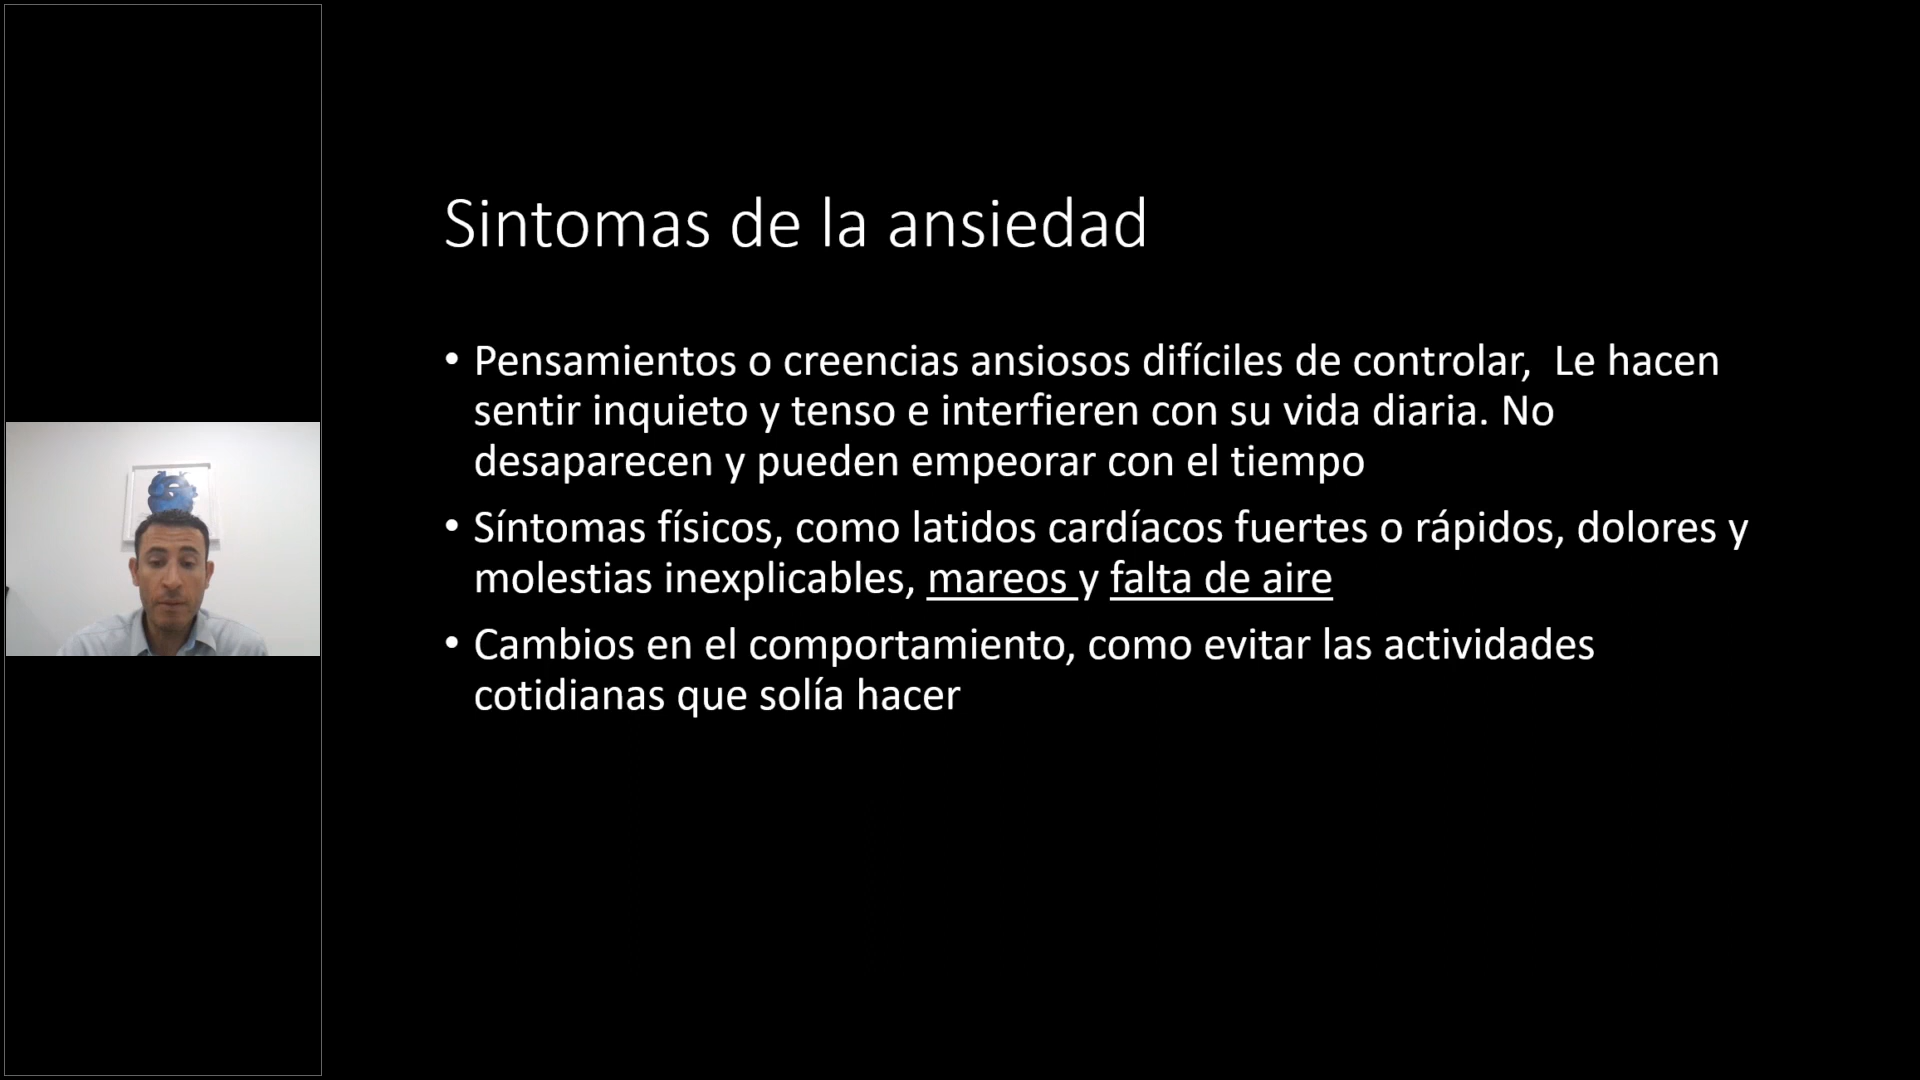 Sintomas de la ansiedad
• Pensamientos o creencias ansiosos difíciles de controlar,  Le hacen
sentir inquieto y tenso e interfieren con su vida diaria. No
desaparecen y pueden empeorar con el tiempo
• Síntomas físicos, como latidos cardíacos fuertes o rápidos, dolores y
molestias inexplicables, mareos y falta de aire
• Cambios en el comportamiento, como evitar las actividades
cotidianas que solía hacer